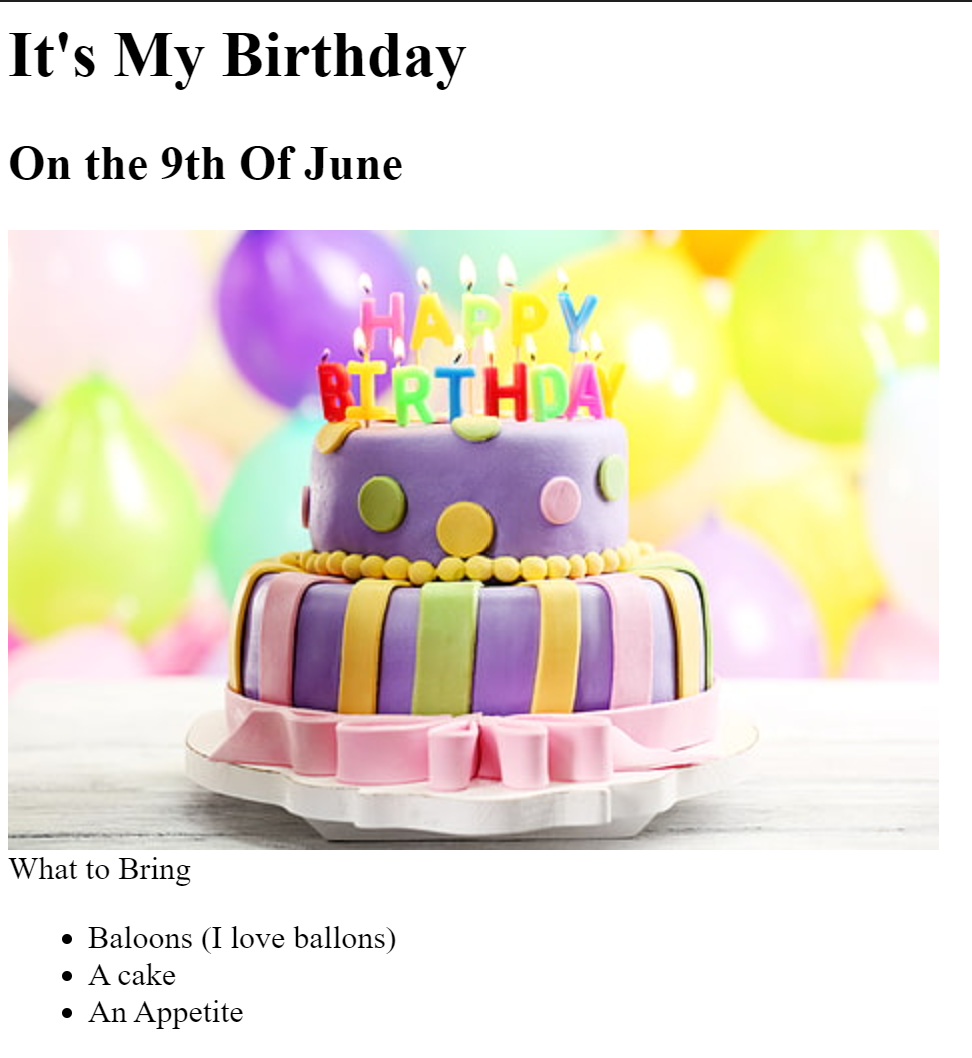 It's My Birthday
On the 9th Of June
HAPPY
BIRTHDAY
What to Bring
Baloons (I love ballons)
A cake
An Appetite